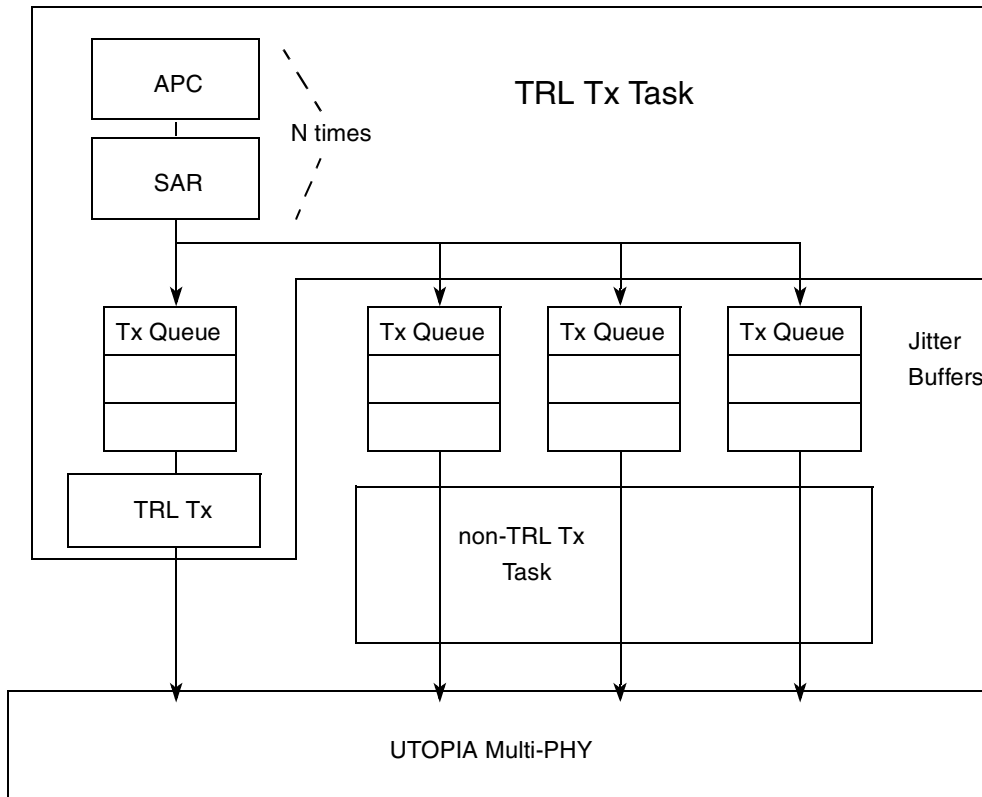 APC
TRL Tx Task
N times
SAR
Tx Queue
Tx Queue
Tx Queue
Tx Queue
Jitter
Buffers
TRL Tx
non-TRL Tx
Task
UTOPIA Multi-PHY